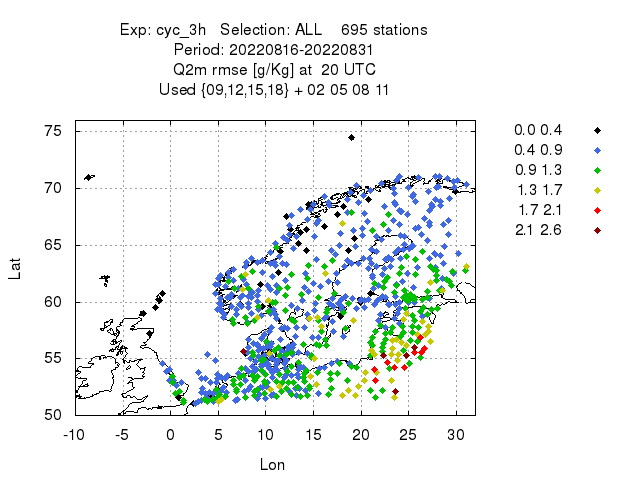 Exp: cyc_3h   Selection: ALL    695 stations
Period: 20220816-20220831
Q2m rmse [g/Kg] at  20 UTC
Used {09,12,15,18} + 02 05 08 11
75
70
65
60
55
50
-10 -5 0 5 10 15 20 25 30
Lat
Lon
0.0 0.4
0.4 0.9
0.9 1.3
1.3 1.7
1.7 2.1
2.1 2.6